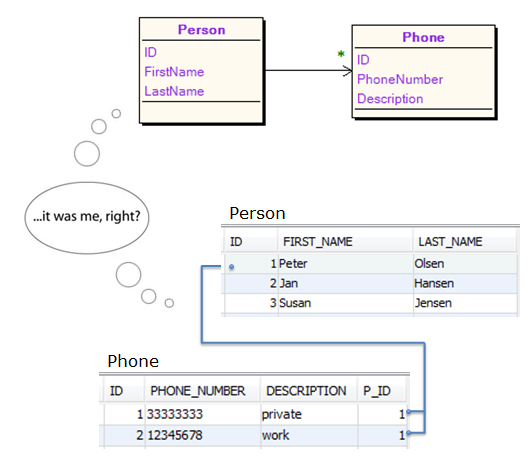 Person
ID
FirstName
LastName
*
Phone
ID
PhoneNumber
Description
...it was me, right?
Person
ID FIRST_NAME LAST_NAME
1 Peter Olsen
2 Jan Hansen
3 Susan Jensen
Phone
ID PHONE_NUMBER DESCRIPTION P_ID
1 33333333 private 1
2 12345678 work 1